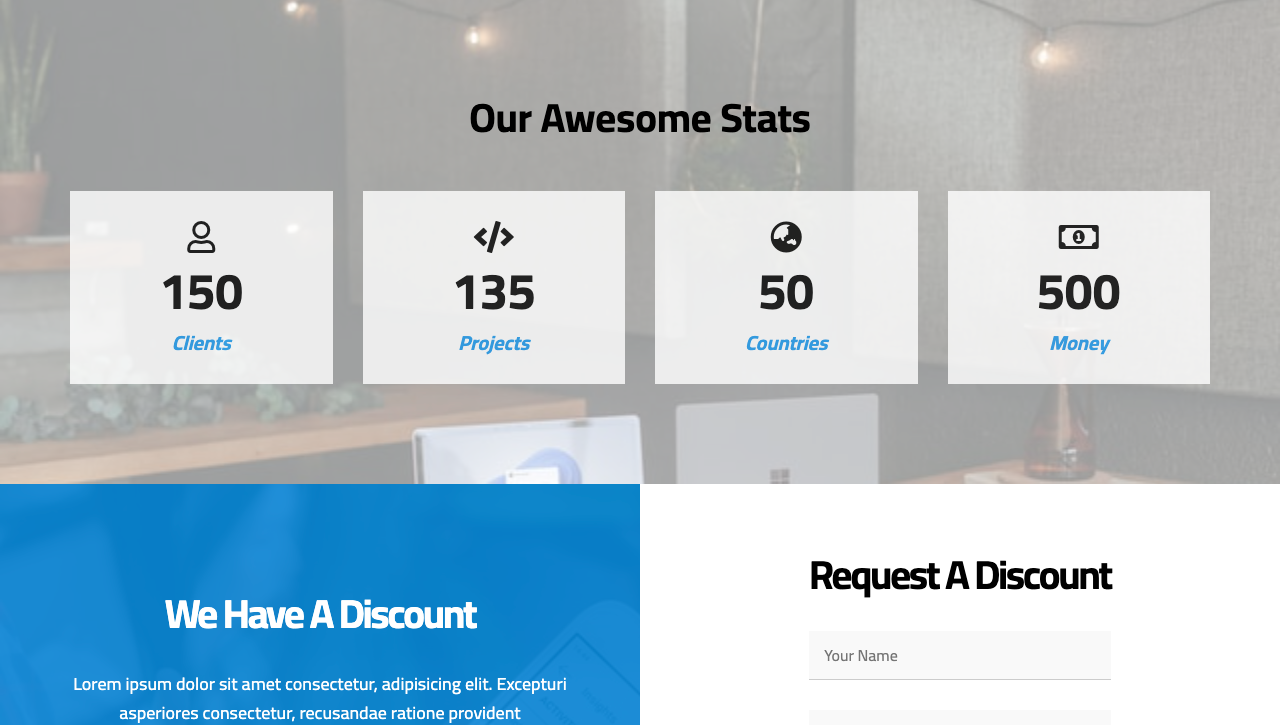 Our Awesome Stats
150
Clients
135
Projects
50
Countries
500
Money
We Have A Discount
Lorem ipsum dolor sit amet consectetur, adipisicing elit. Excepturi
asperiores consectetur, recusandae ratione provident
Request A Discount
Your Name